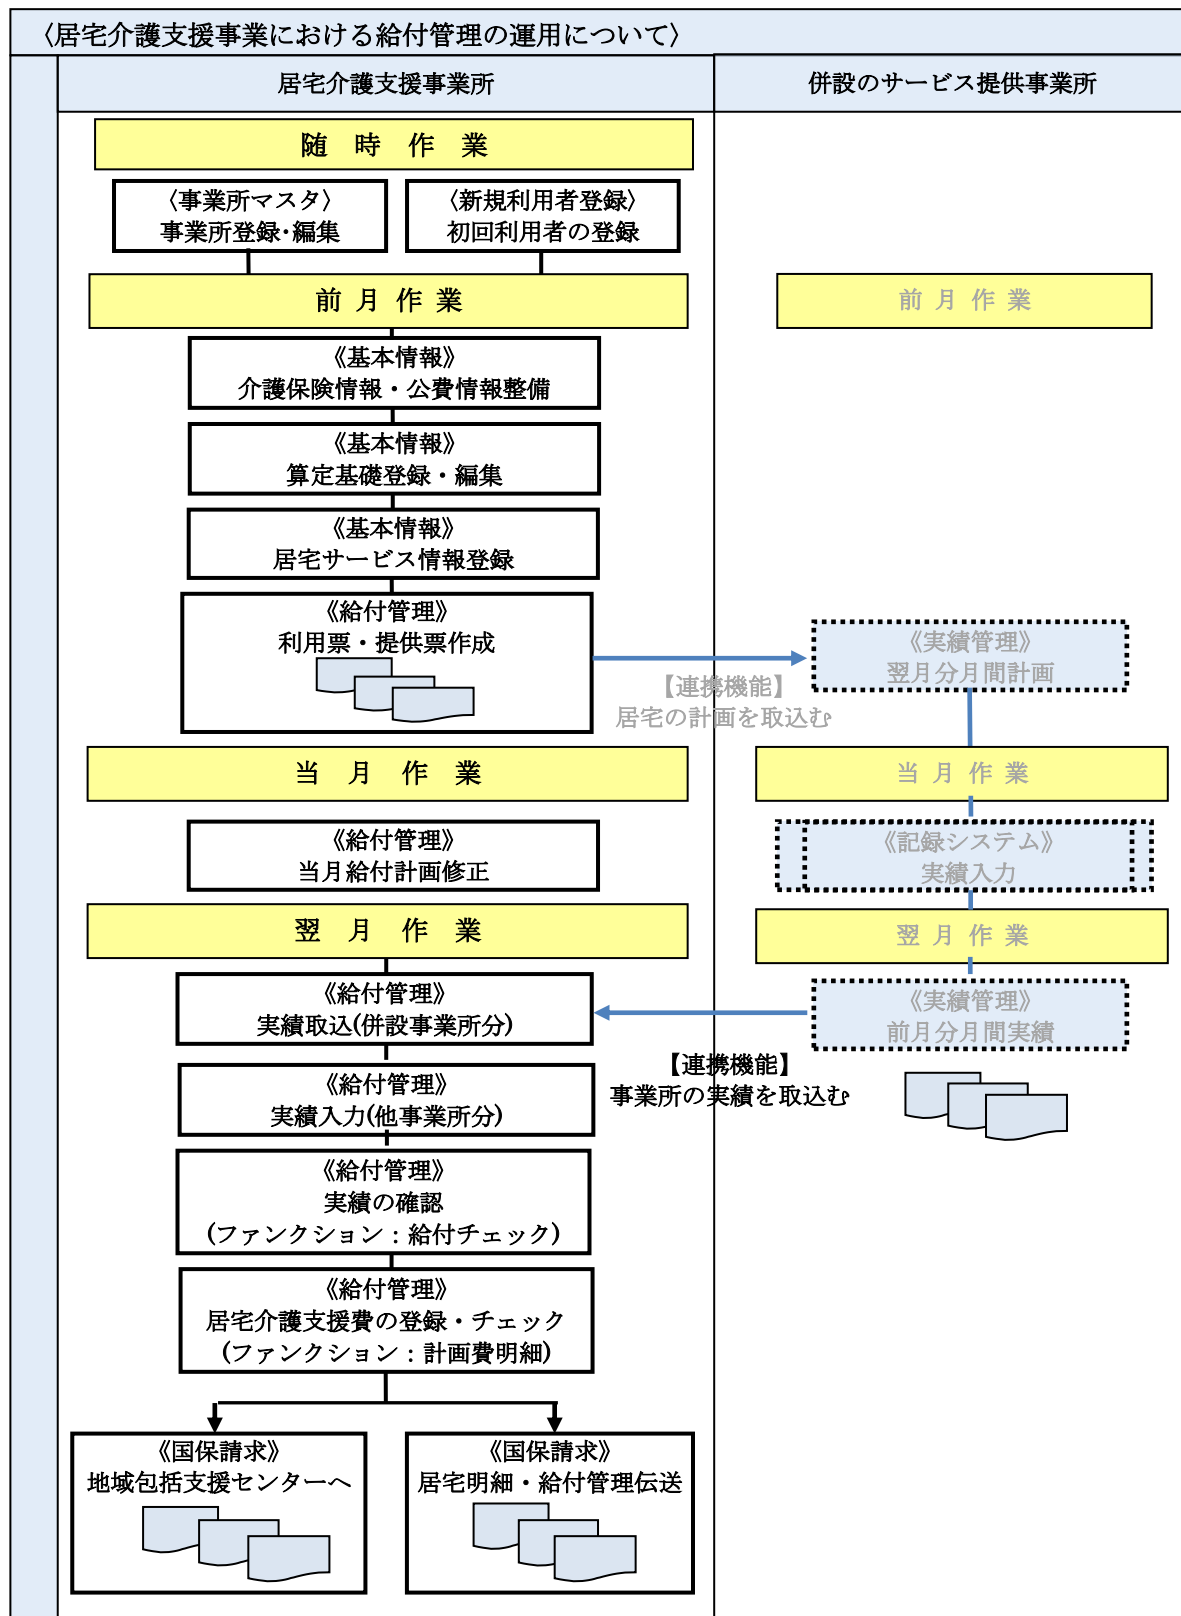 〈居宅介護支援事業における給付管理の運用について〉
居宅介護支援事業所
併設のサービス提供事業所
随 時 作 業
〈事業所マスタ〉
事業所登録･編集
〈新規利用者登録〉
初回利用者の登録
前 月 作 業
前 月 作 業
《基本情報》
介護保険情報・公費情報整備
《基本情報》
算定基礎登録・編集
《基本情報》
居宅サービス情報登録
《給付管理》
利用票・提供票作成
《実績管理》
翌月分月間計画
【連携機能】
居宅の計画を取込む
当 月 作 業
当 月 作 業
《給付管理》
当月給付計画修正
《記録システム》
実績入力
翌 月 作 業
翌 月 作 業
《給付管理》
実績取込(併設事業所分)
《実績管理》
前月分月間実績
【連携機能】
事業所の実績を取込む
《給付管理》
実績入力(他事業所分)
《給付管理》
実績の確認
(ファンクション：給付チェック)
《給付管理》
居宅介護支援費の登録・チェック
(ファンクション：計画費明細)
《国保請求》
地域包括支援センターへ
《国保請求》
居宅明細・給付管理伝送